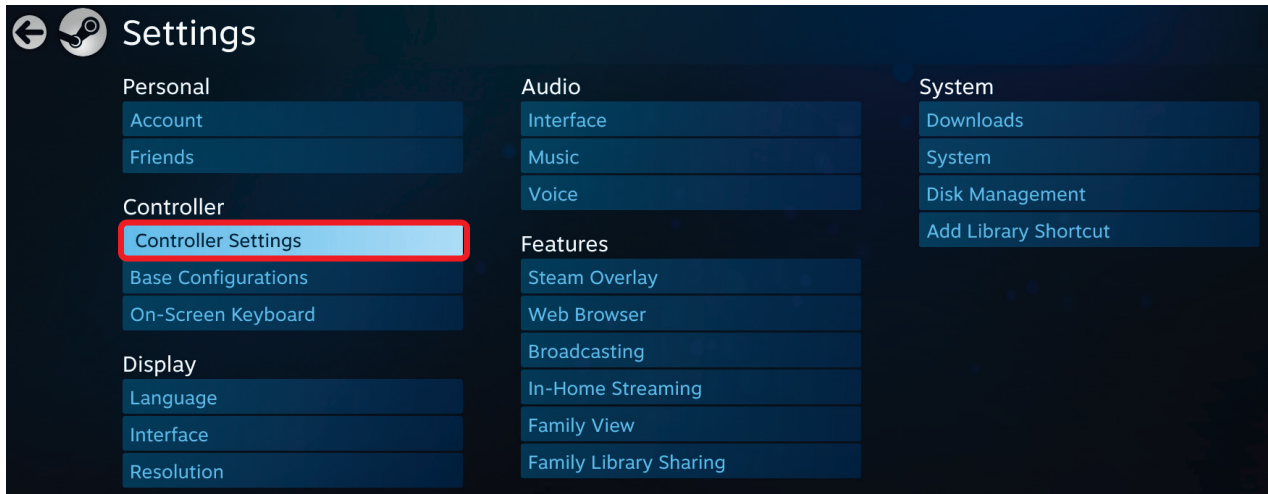 Settings
Personal
Account
Friends
Controller
Controller Settings
Base Configurations
On-Screen Keyboard
Display
Language
Interface
Resolution
Audio
Interface
Music
Voice
Features
Steam Overlay
Web Browser
Broadcasting
In-Home Streaming
Family View
Family Library Sharing
System
Downloads
System
Disk Management
Add Library Shortcut